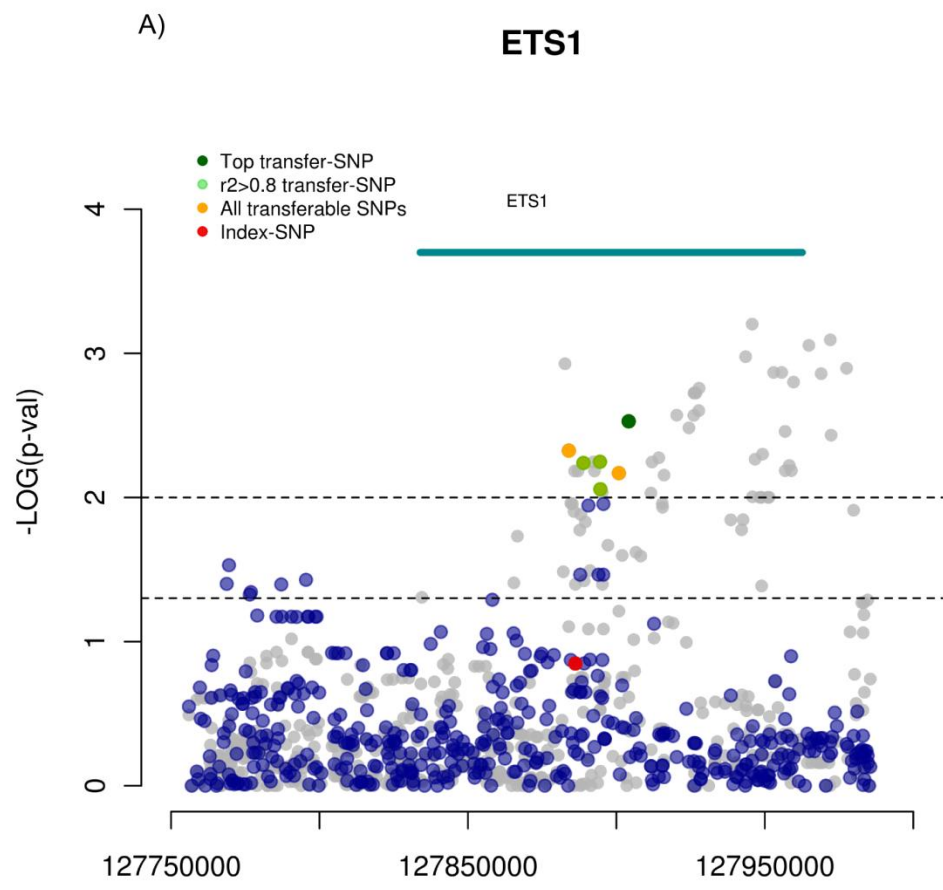 A)
ETS1
Top transfer-SNP
r2>0.8 transfer-SNP
All transferable SNPs
Index-SNP
ETS1
-LOG(p-val)
4
3
2
1
0
127750000
127850000
127950000